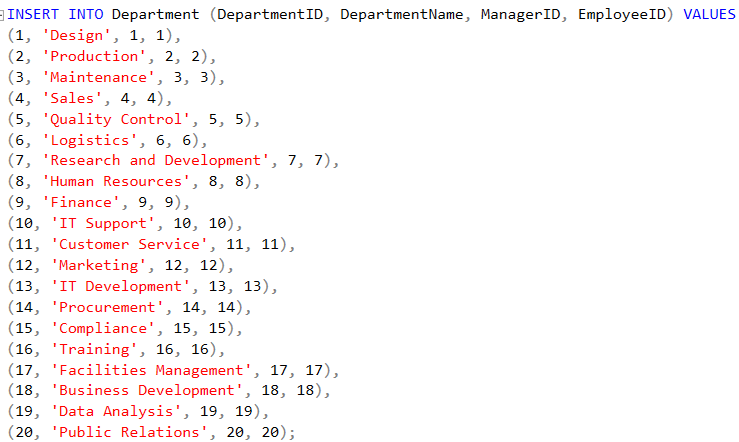 INSERT INTO Department (DepartmentID, DepartmentName, ManagerID, EmployeeID) VALUES
(1, 'Design', 1, 1),
(2, 'Production', 2, 2),
(3, 'Maintenance', 3, 3),
(4, 'Sales', 4, 4),
(5, 'Quality Control', 5, 5),
(6, 'Logistics', 6, 6),
(7, 'Research and Development', 7, 7),
(8, 'Human Resources', 8, 8),
(9, 'Finance', 9, 9),
(10, 'IT Support', 10, 10),
(11, 'Customer Service', 11, 11),
(12, 'Marketing', 12, 12),
(13, 'IT Development', 13, 13),
(14, 'Procurement', 14, 14),
(15, 'Compliance', 15, 15),
(16, 'Training', 16, 16),
(17, 'Facilities Management', 17, 17),
(18, 'Business Development', 18, 18),
(19, 'Data Analysis', 19, 19),
(20, 'Public Relations', 20, 20);